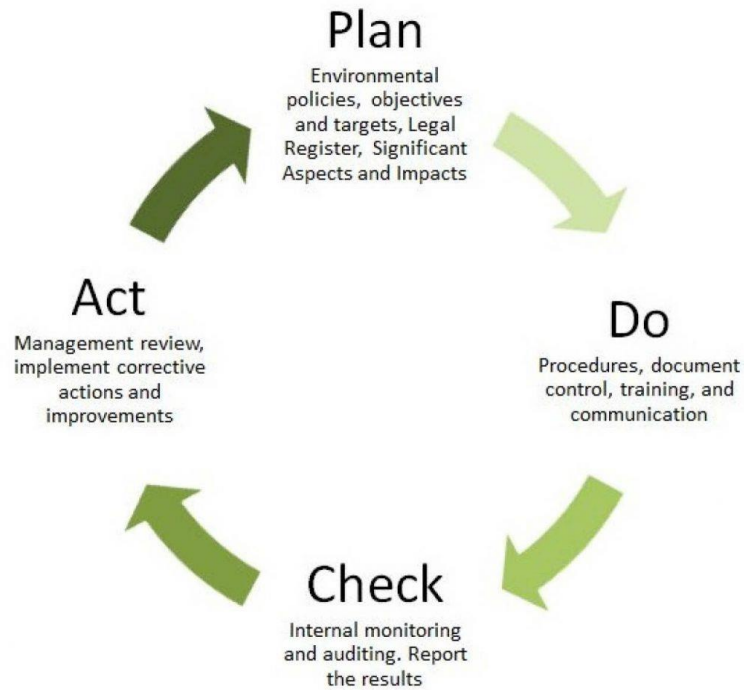 Plan
Environmental
policies, objectives
and targets, Legal
Register, Significant
Aspects and Impacts
Do
Procedures, document
control, training, and
communication
Check
Internal monitoring
and auditing. Report
the results
Act
Management review,
implement corrective
actions and
improvements